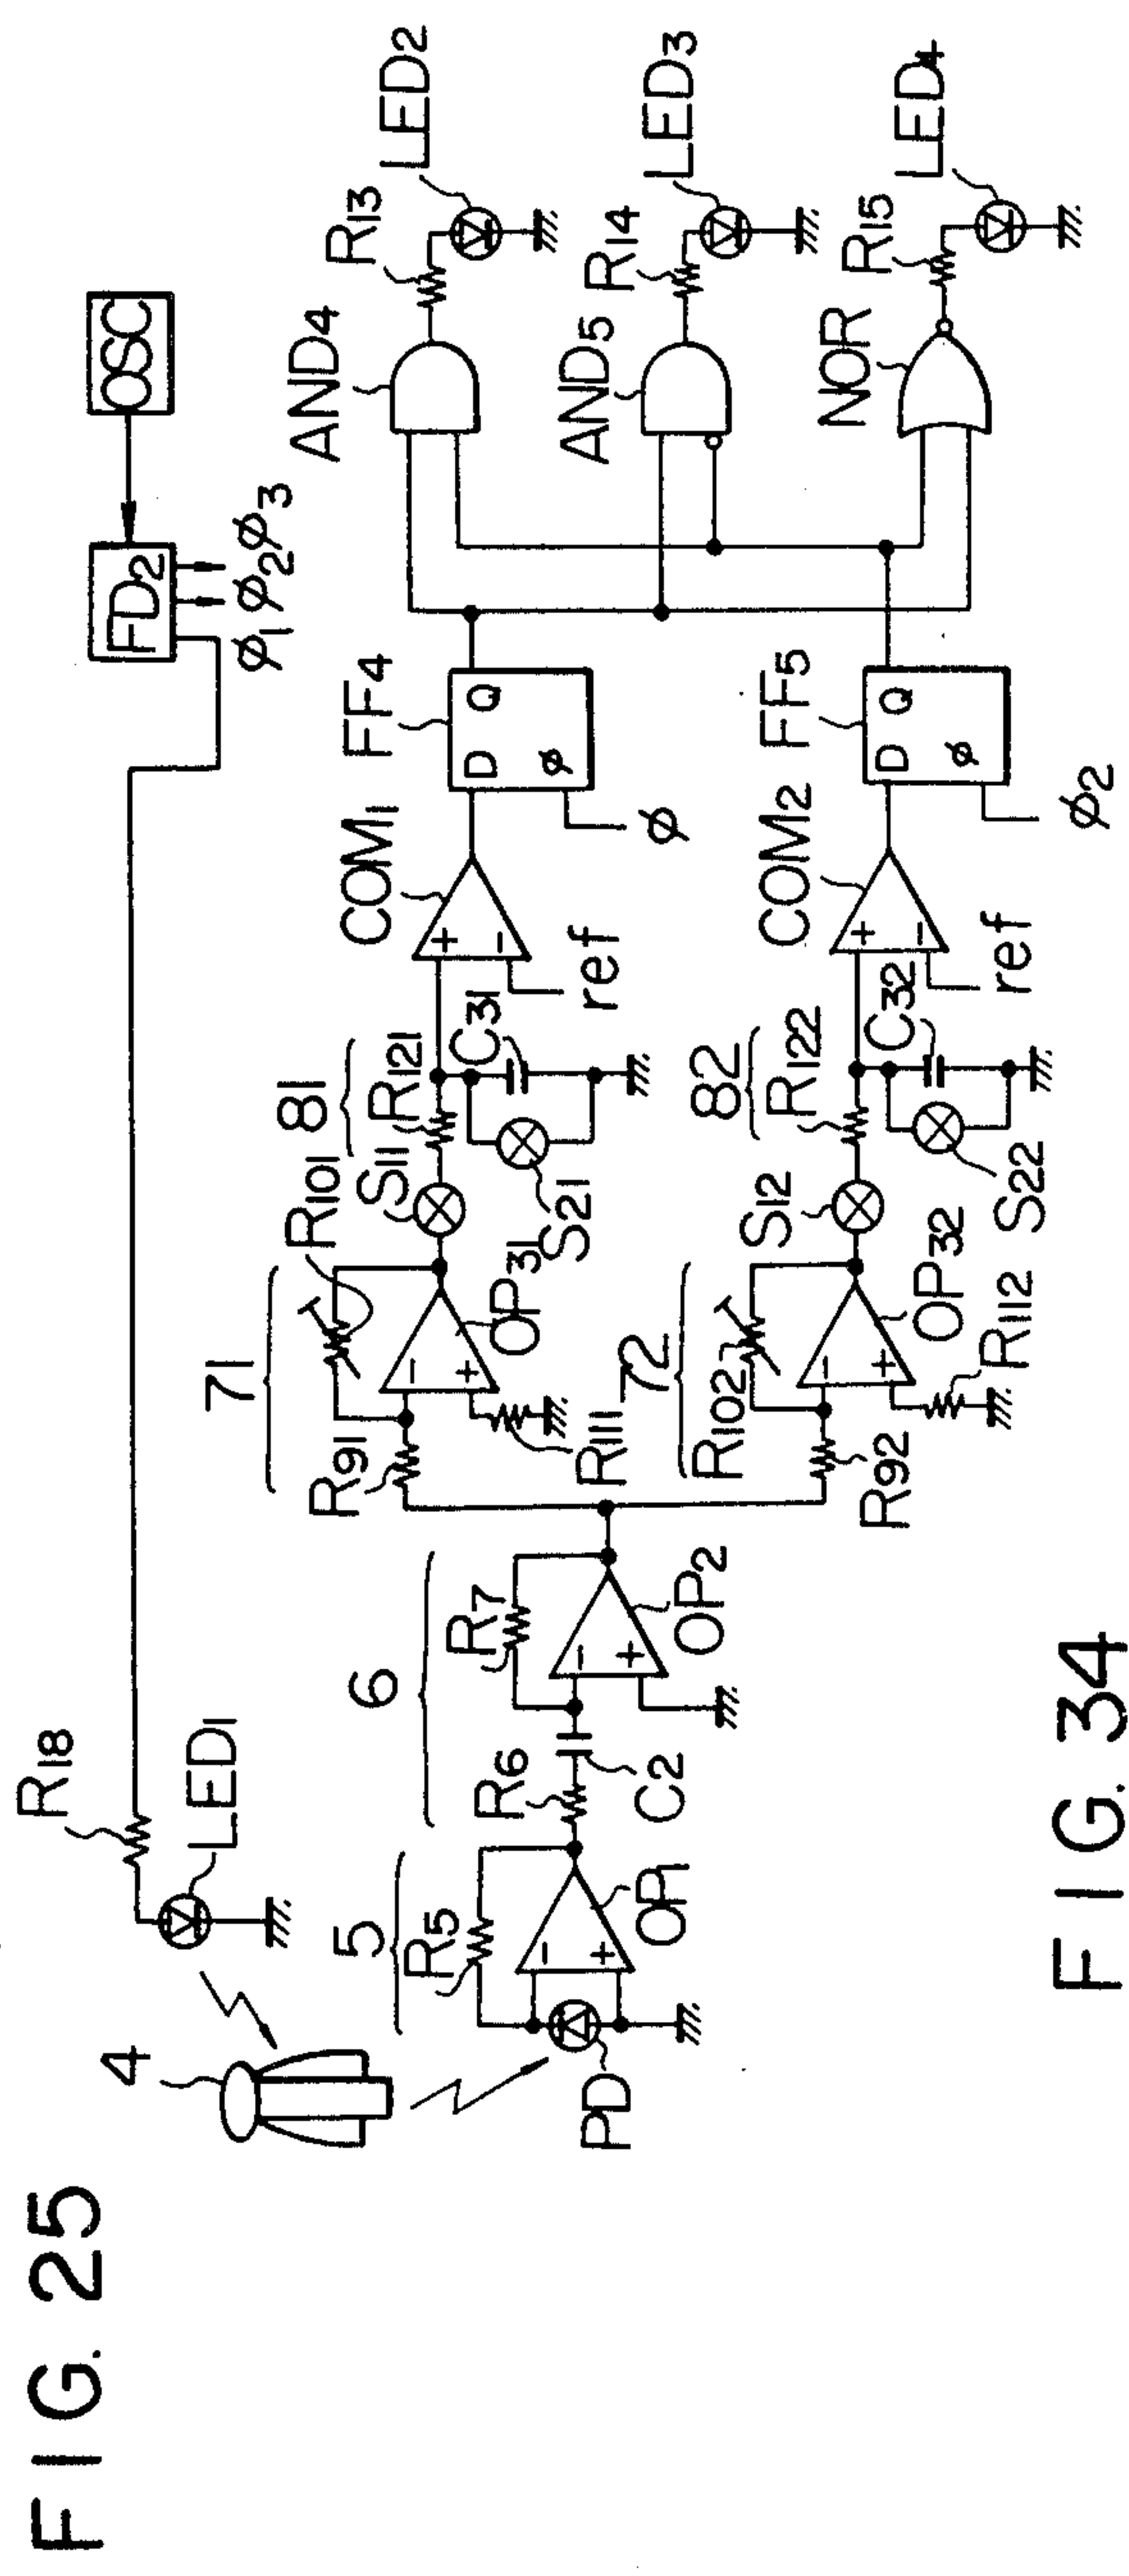 FIG. 25
4
R18
LED1
FD2
OSC
ϕ1 ϕ2 ϕ3
PD
5
R5
OP1
6
R6
C2
R7
OP2
71
R91
R101
R111
OP31
S11
81
R121
S21
C31
COM1
ref
FF4
D Q
ϕ
ϕ
AND4
R13
LED2
AND5
R14
LED3
72
R92
R102
R112
OP32
S12
82
R122
S22
C32
COM2
ref
FF5
D Q
ϕ
ϕ2
NOR
R15
LED4
+
−
+
−
+
−
+
−
+
−
+
−
FIG. 34